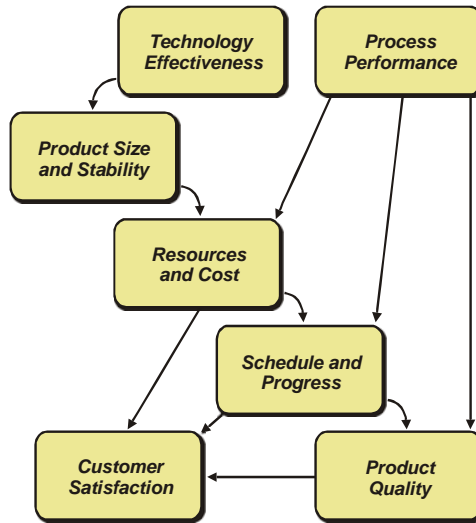 Technology
Effectiveness
Process
Performance
Product Size
and Stability
Resources
and Cost
Schedule and
Progress
Customer
Satisfaction
Product
Quality